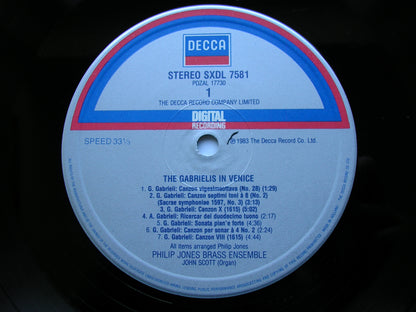 DECCA
STEREO SXDL 7581
POZAL 17730
1
THE DECCA RECORD COMPANY LIMITED
DIGITAL
RECORDING
SPEED 33⅓
℗ 1983 The Decca Record Co. Ltd.
THE GABRIELIS IN VENICE
1. G. Gabrieli: Canzon vigesimaottava (No. 28) (1:29)
2. G. Gabrieli: Canzon septimi toni à 8 (No. 2)
(Sacrae symphoniae 1597, No. 3) (3:13)
3. G. Gabrieli: Canzon X (1615) (5:02)
4. A. Gabrieli: Ricercar del duodecimo tuono (2:17)
5. G. Gabrieli: Sonata pian'e forte (4:36)
6. G. Gabrieli: Canzon per sonar à 4 No. 2 (2:24)
7. G. Gabrieli: Canzon VIII (1615) (4:44)
All items arranged Philip Jones
PHILIP JONES BRASS ENSEMBLE
JOHN SCOTT (Organ)